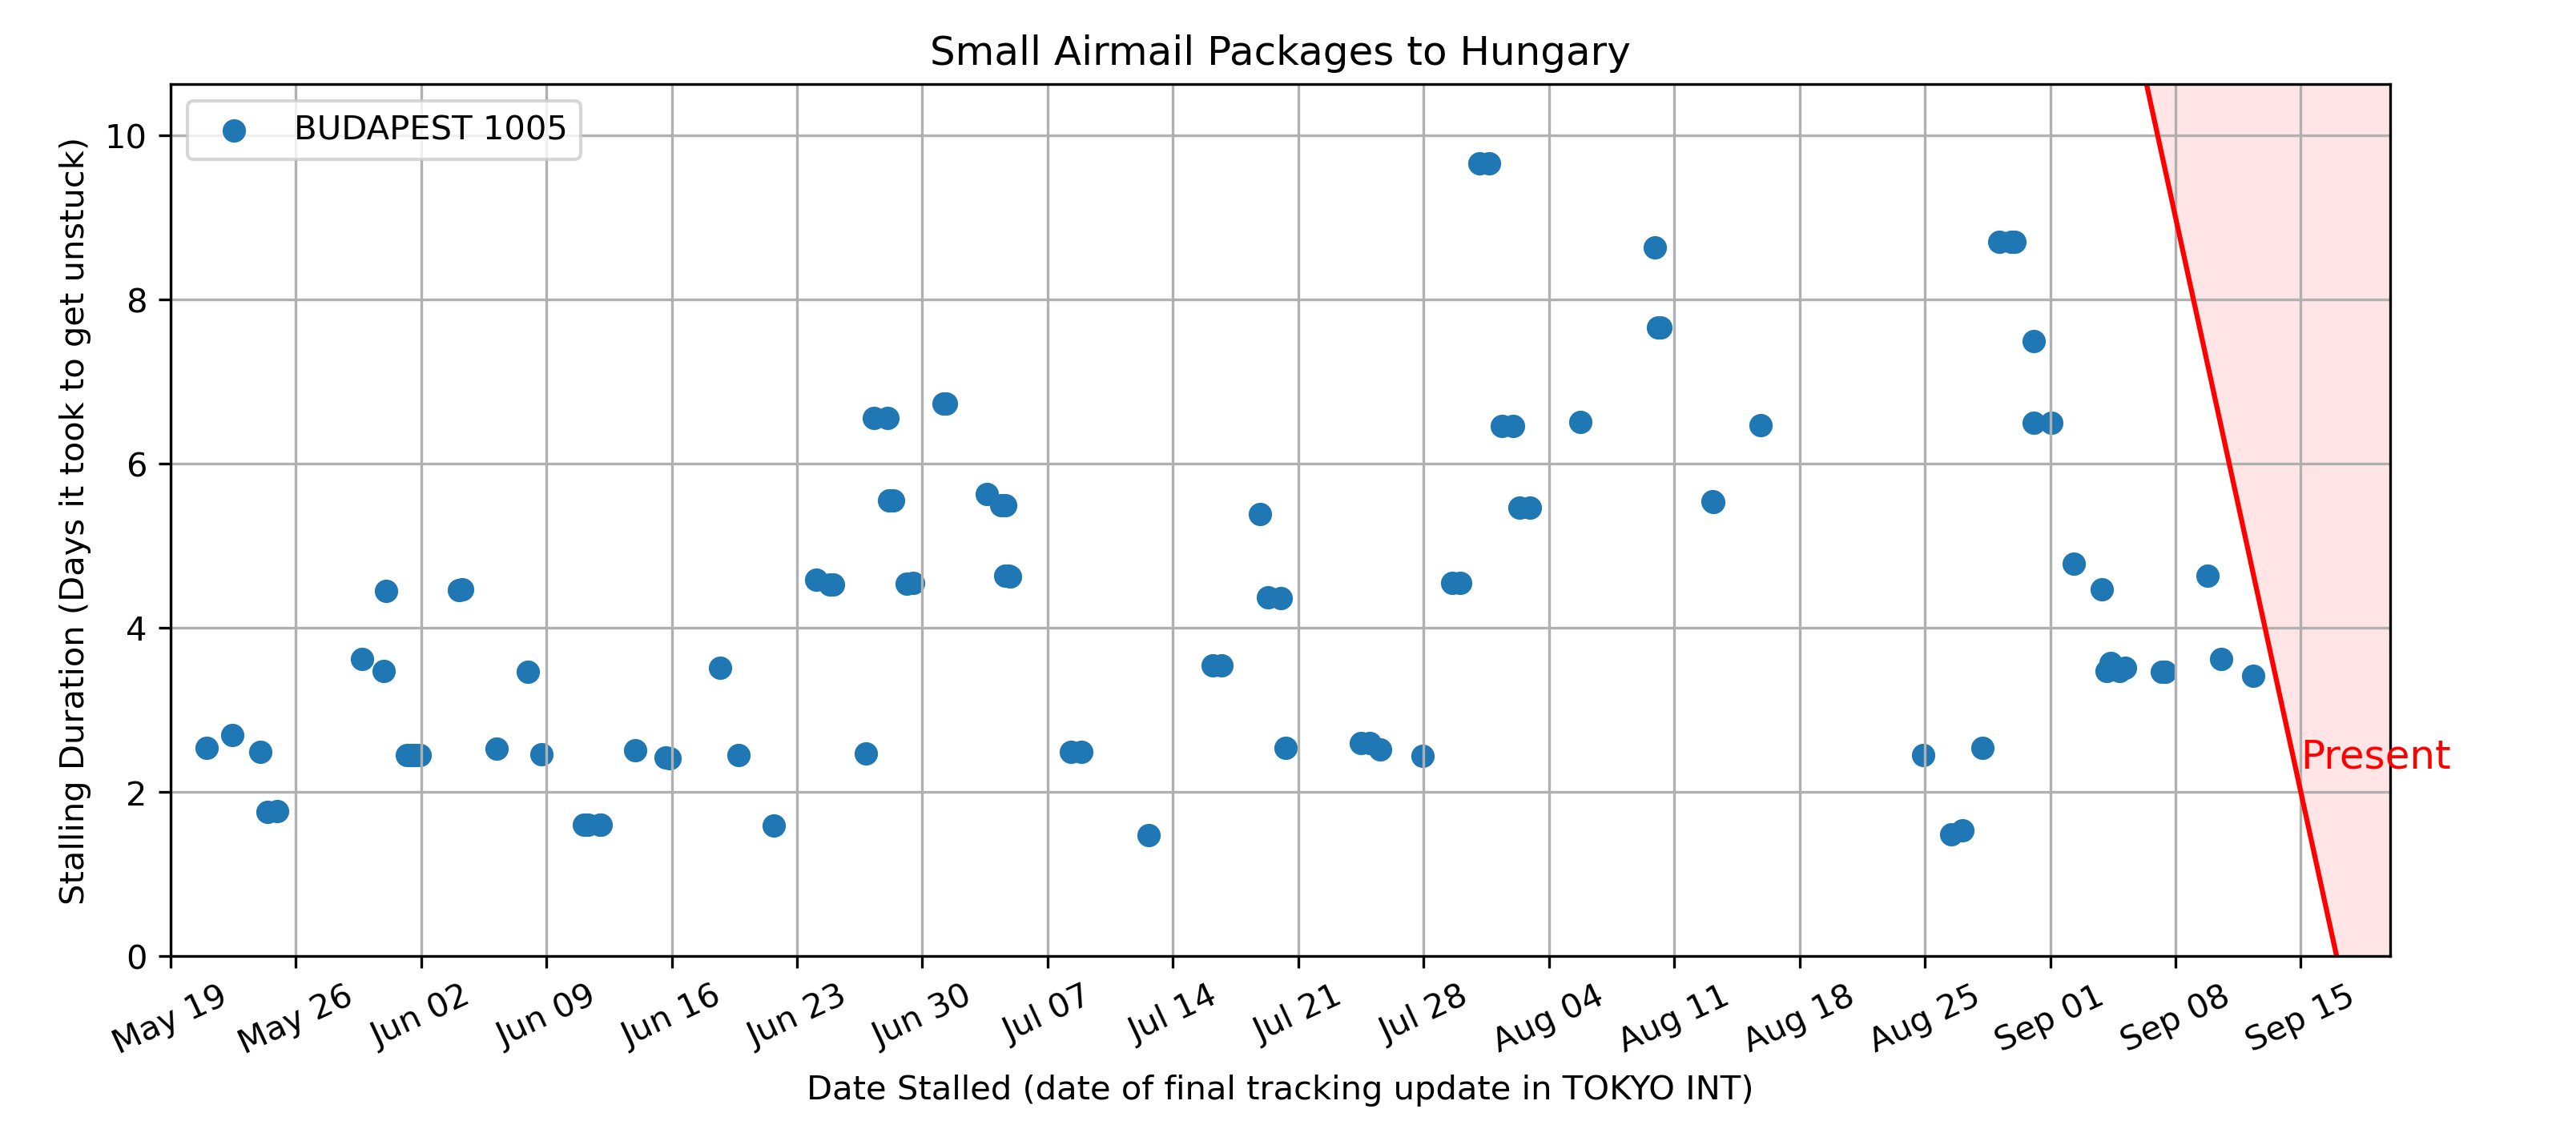 Small Airmail Packages to Hungary
BUDAPEST 1005
Stalling Duration (Days it took to get unstuck)
10
8
6
4
2
0
Present
May 19
May 26
Jun 02
Jun 09
Jun 16
Jun 23
Jun 30
Jul 07
Jul 14
Jul 21
Jul 28
Aug 04
Aug 11
Aug 18
Aug 25
Sep 01
Sep 08
Sep 15
Date Stalled (date of final tracking update in TOKYO INT)